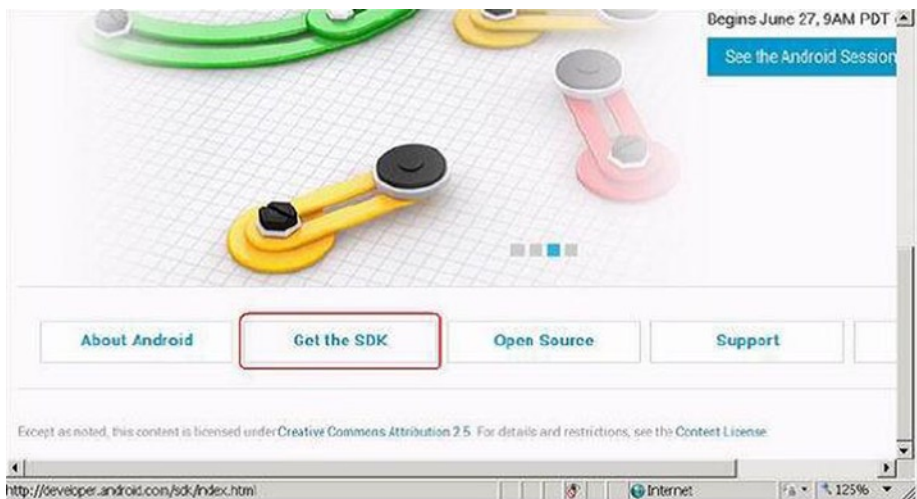 Begins June 27, 9AM PDT
See the Android Session
About Android
Get the SDK
Open Source
Support
Except as noted, this content is licensed under Creative Commons Attribution 2.5. For details and restrictions, see the Content License
http://developer.android.com/sdk/index.html
Internet
125%